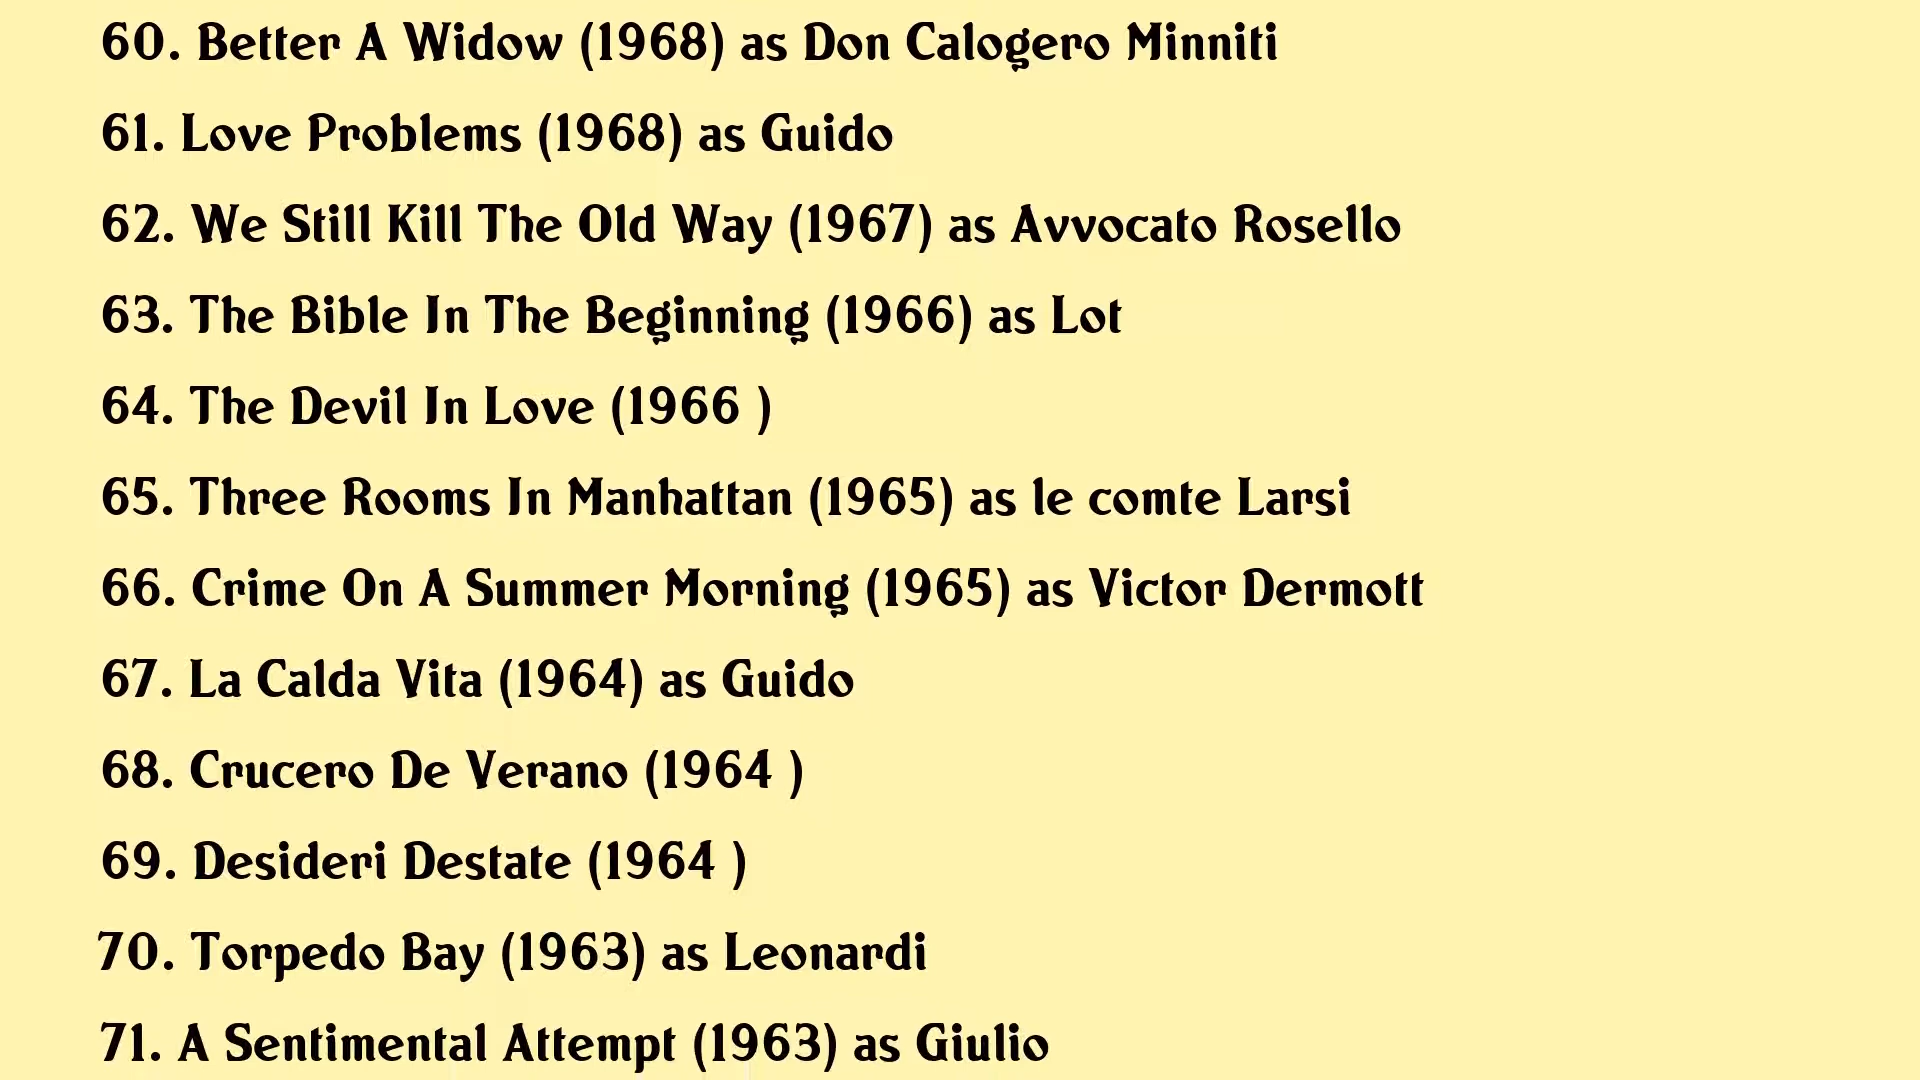 60. Better A Widow (1968) as Don Calogero Minniti
61. Love Problems (1968) as Guido
62. We Still Kill The Old Way (1967) as Avvocato Rosello
63. The Bible In The Beginning (1966) as Lot
64. The Devil In Love (1966 )
65. Three Rooms In Manhattan (1965) as le comte Larsi
66. Crime On A Summer Morning (1965) as Victor Dermott
67. La Calda Vita (1964) as Guido
68. Crucero De Verano (1964 )
69. Desideri Destate (1964 )
70. Torpedo Bay (1963) as Leonardi
71. A Sentimental Attempt (1963) as Giulio